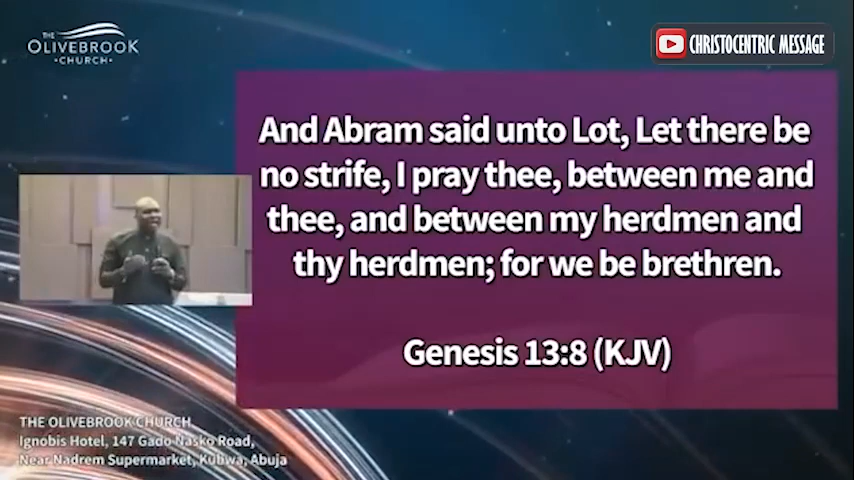 THE
OLIVEBROOK
•CHURCH•
CHRISTOCENTRIC MESSAGE
And Abram said unto Lot, Let there be
no strife, I pray thee, between me and
thee, and between my herdmen and
thy herdmen; for we be brethren.
Genesis 13:8 (KJV)
THE OLIVEBROOK CHURCH
Ignobis Hotel, 147 Gado Nasko Road,
Near Nadrem Supermarket, Kubwa, Abuja